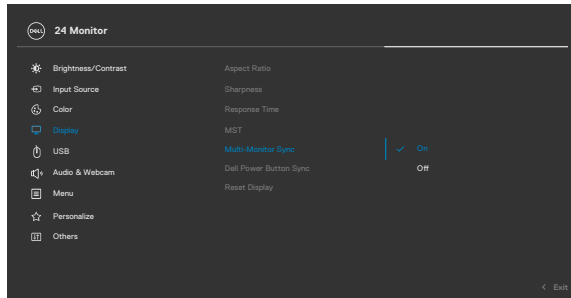 DELL 24 Monitor
Brightness/Contrast
Input Source
Color
Display
USB
Audio & Webcam
Menu
Personalize
Others
Aspect Ratio
Sharpness
Response Time
MST
Multi-Monitor Sync
Dell Power Button Sync
Reset Display
On
Off
Exit